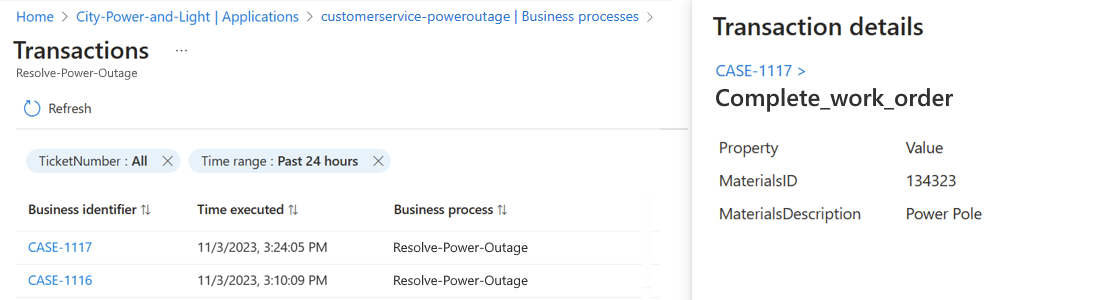 Home > City-Power-and-Light | Applications > customerservice-poweroutage | Business processes >
Transactions ...
Resolve-Power-Outage
Refresh
TicketNumber : All ×
Time range : Past 24 hours ×
Business identifier ↑↓ Time executed ↑↓ Business process ↑↓
CASE-1117 11/3/2023, 3:24:05 PM Resolve-Power-Outage
CASE-1116 11/3/2023, 3:10:09 PM Resolve-Power-Outage
Transaction details
CASE-1117 >
Complete_work_order
Property Value
MaterialsID 134323
MaterialsDescription Power Pole